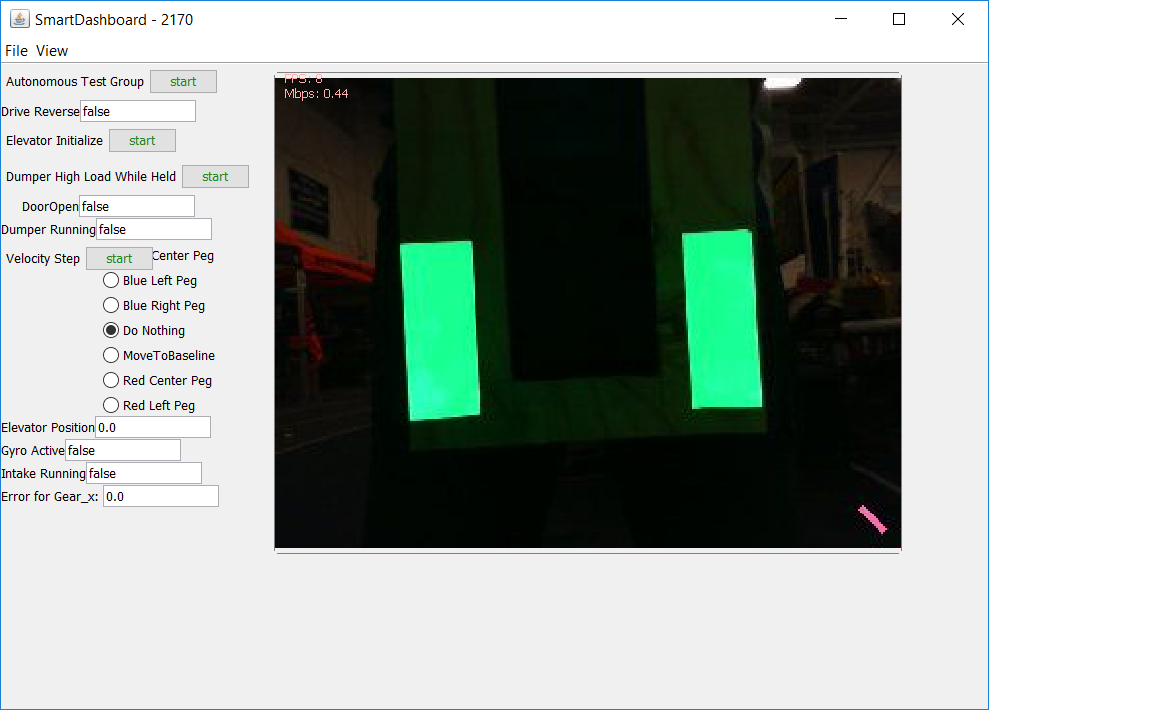 SmartDashboard - 2170
File View
Autonomous Test Group start
Drive Reverse false
Elevator Initialize start
Dumper High Load While Held start
DoorOpen false
Dumper Running false
Velocity Step start Center Peg
Blue Left Peg
Blue Right Peg
Do Nothing
MoveToBaseline
Red Center Peg
Red Left Peg
Elevator Position 0.0
Gyro Active false
Intake Running false
Error for Gear_x: 0.0
FPS: 8
Mbps: 0.44